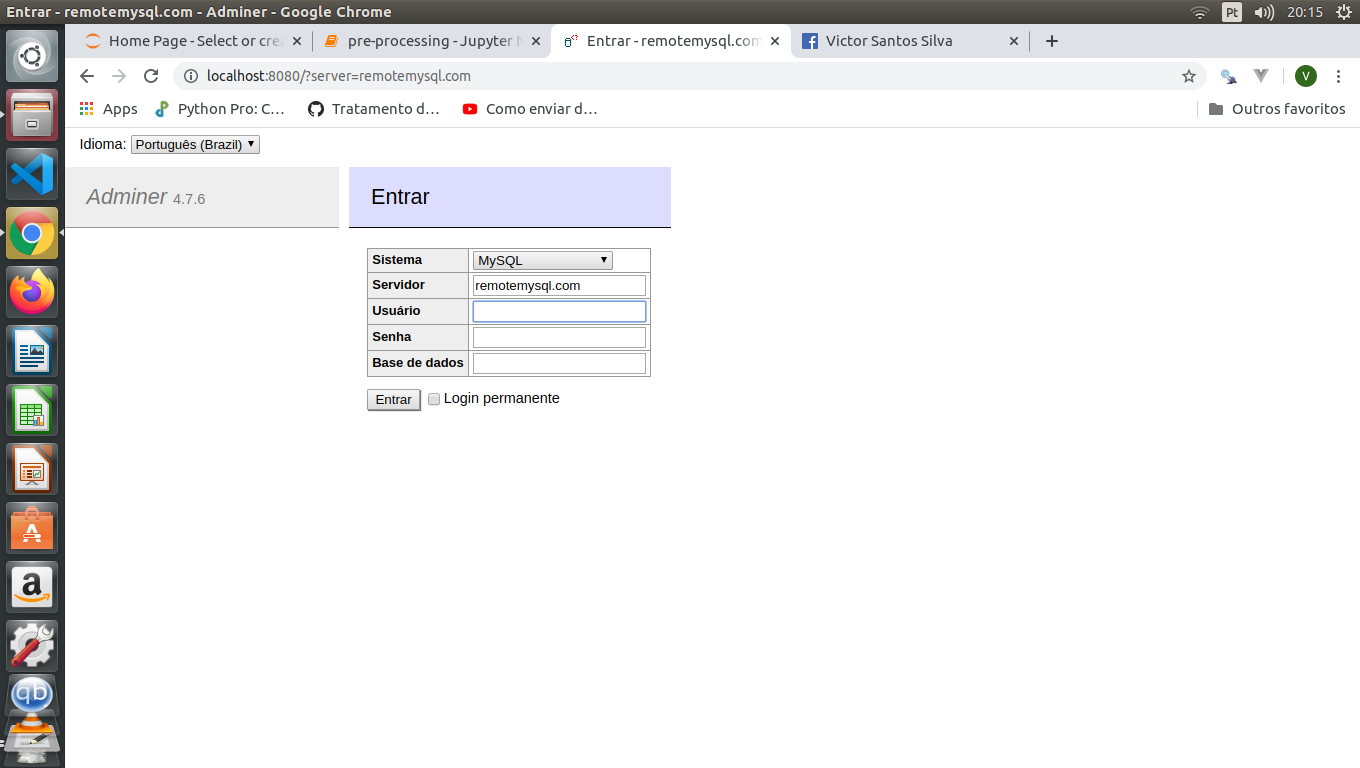 Entrar - remotemysql.com - Adminer - Google Chrome
Pt
20:15
Home Page - Select or cre
pre-processing - Jupyter
Entrar - remotemysql.com
Victor Santos Silva
localhost:8080/?server=remotemysql.com
V
Apps
Python Pro: C...
Tratamento d...
Como enviar d...
Outros favoritos
Idioma: Português (Brazil)
Adminer 4.7.6
Entrar
Sistema MySQL
Servidor remotemysql.com
Usuário
Senha
Base de dados
Entrar Login permanente
a
qb